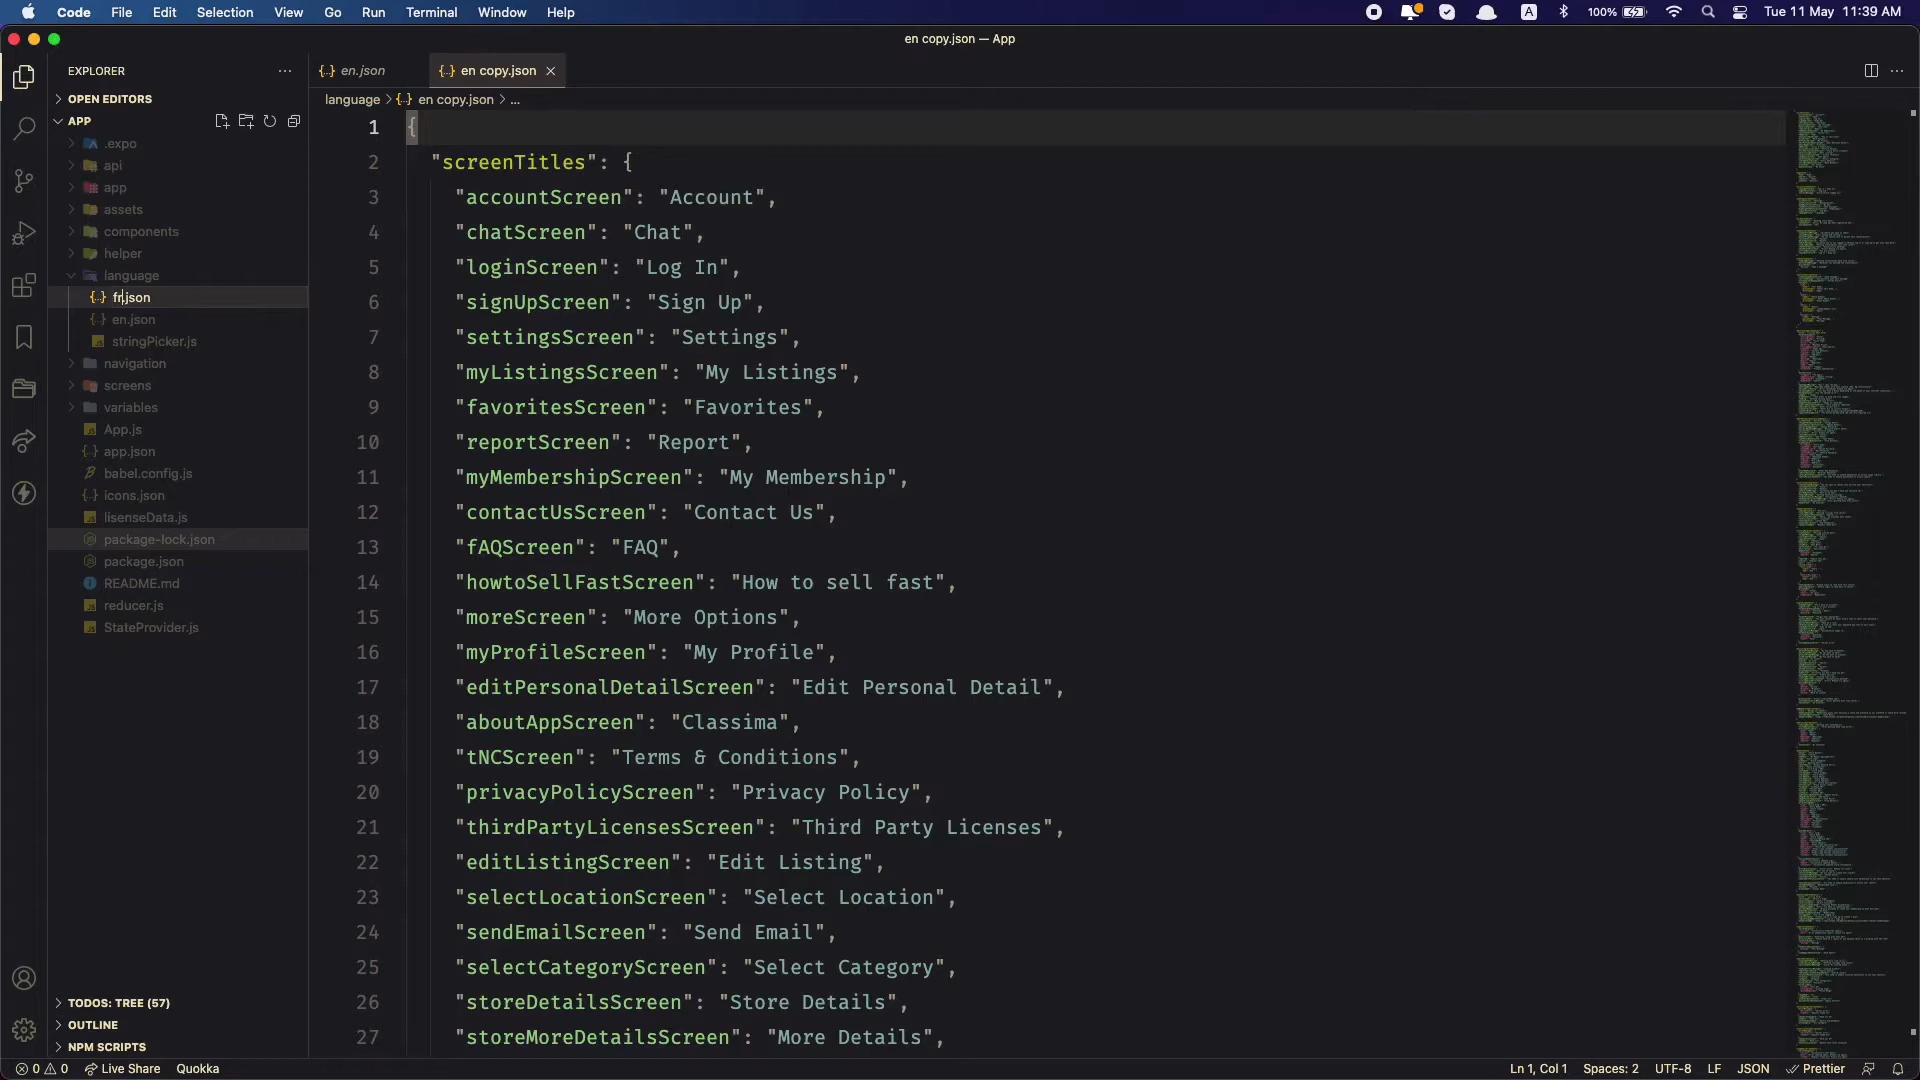 Code File Edit Selection View Go Run Terminal Window Help
A 100% Tue 11 May 11:39 AM
en copy.json — App
EXPLORER
OPEN EDITORS
APP
.expo
api
app
assets
components
helper
language
fr.json
en.json
stringPicker.js
navigation
screens
variables
App.js
app.json
babel.config.js
icons.json
lisenseData.js
package-lock.json
package.json
README.md
reducer.js
StateProvider.js
TODOS: TREE (57)
OUTLINE
NPM SCRIPTS
{..} en.json {..} en copy.json
language > {..} en copy.json > ...
1 {
2 "screenTitles": {
3 "accountScreen": "Account",
4 "chatScreen": "Chat",
5 "loginScreen": "Log In",
6 "signUpScreen": "Sign Up",
7 "settingsScreen": "Settings",
8 "myListingsScreen": "My Listings",
9 "favoritesScreen": "Favorites",
10 "reportScreen": "Report",
11 "myMembershipScreen": "My Membership",
12 "contactUsScreen": "Contact Us",
13 "fAQScreen": "FAQ",
14 "howtoSellFastScreen": "How to sell fast",
15 "moreScreen": "More Options",
16 "myProfileScreen": "My Profile",
17 "editPersonalDetailScreen": "Edit Personal Detail",
18 "aboutAppScreen": "Classima",
19 "tNCScreen": "Terms & Conditions",
20 "privacyPolicyScreen": "Privacy Policy",
21 "thirdPartyLicensesScreen": "Third Party Licenses",
22 "editListingScreen": "Edit Listing",
23 "selectLocationScreen": "Select Location",
24 "sendEmailScreen": "Send Email",
25 "selectCategoryScreen": "Select Category",
26 "storeDetailsScreen": "Store Details",
27 "storeMoreDetailsScreen": "More Details",
0 0 Live Share Quokka Ln 1, Col 1 Spaces: 2 UTF-8 LF JSON Prettier